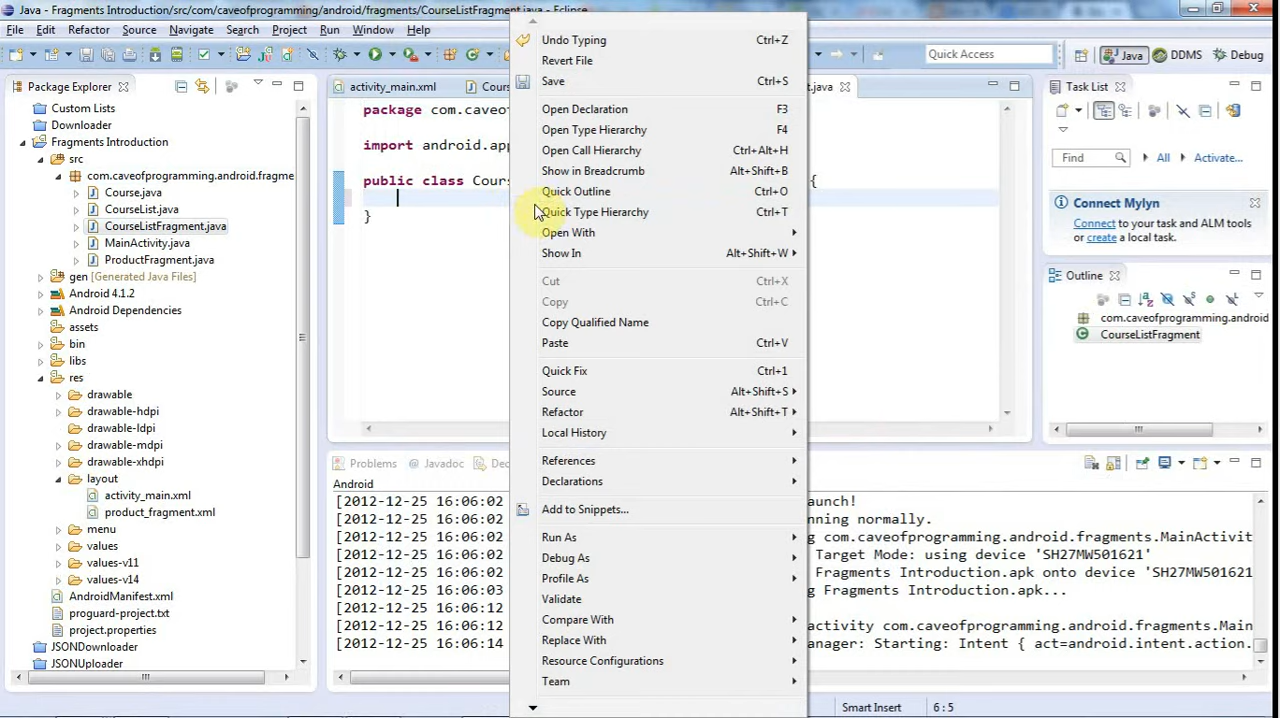 Java - Fragments Introduction/src/com/caveofprogramming/android/fragments/CourseListFragment.java - Eclipse
File Edit Refactor Source Navigate Search Project Run Window Help
Quick Access Java DDMS Debug
Package Explorer
Custom Lists
Downloader
Fragments Introduction
src
com.caveofprogramming.android.fragme
Course.java
CourseList.java
CourseListFragment.java
MainActivity.java
ProductFragment.java
gen [Generated Java Files]
Android 4.1.2
Android Dependencies
assets
bin
libs
res
drawable
drawable-hdpi
drawable-ldpi
drawable-mdpi
drawable-xhdpi
layout
activity_main.xml
product_fragment.xml
menu
values
values-v11
values-v14
AndroidManifest.xml
proguard-project.txt
project.properties
JSONDownloader
JSONUploader
activity_main.xml Cours .java
package com.caveo
import android.app
public class Cours {
}
Undo Typing Ctrl+Z
Revert File
Save Ctrl+S
Open Declaration F3
Open Type Hierarchy F4
Open Call Hierarchy Ctrl+Alt+H
Show in Breadcrumb Alt+Shift+B
Quick Outline Ctrl+O
Quick Type Hierarchy Ctrl+T
Open With
Show In Alt+Shift+W
Cut Ctrl+X
Copy Ctrl+C
Copy Qualified Name
Paste Ctrl+V
Quick Fix Ctrl+1
Source Alt+Shift+S
Refactor Alt+Shift+T
Local History
References
Declarations
Add to Snippets...
Run As
Debug As
Profile As
Validate
Compare With
Replace With
Resource Configurations
Team
Task List
Find All Activate...
Connect Mylyn
Connect to your task and ALM tools
or create a local task.
Outline
com.caveofprogramming.android
CourseListFragment
Problems Javadoc Dec
Android
[2012-12-25 16:06:02 aunch!
[2012-12-25 16:06:02 nning normally.
[2012-12-25 16:06:02 g com.caveofprogramming.android.fragments.MainActivit
[2012-12-25 16:06:02 Target Mode: using device 'SH27MW501621'
[2012-12-25 16:06:02 Fragments Introduction.apk onto device 'SH27MW501621
[2012-12-25 16:06:03 g Fragments Introduction.apk...
[2012-12-25 16:06:12
[2012-12-25 16:06:12 activity com.caveofprogramming.android.fragments.Main
[2012-12-25 16:06:14 nager: Starting: Intent { act=android.intent.action.
Smart Insert 6 : 5